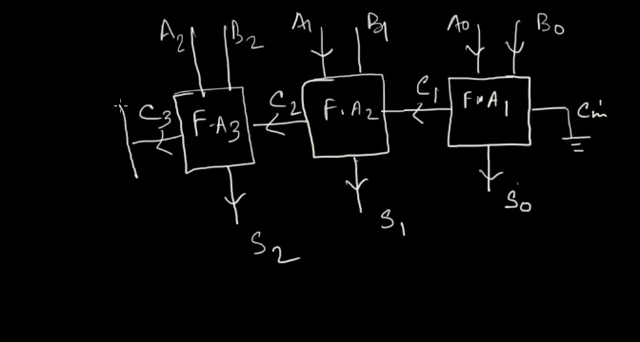 A2 B2 A1 B1 A0 B0
C3 F.A3 C2 F.A2 C1 F.A1 Cin
S2 S1 S0